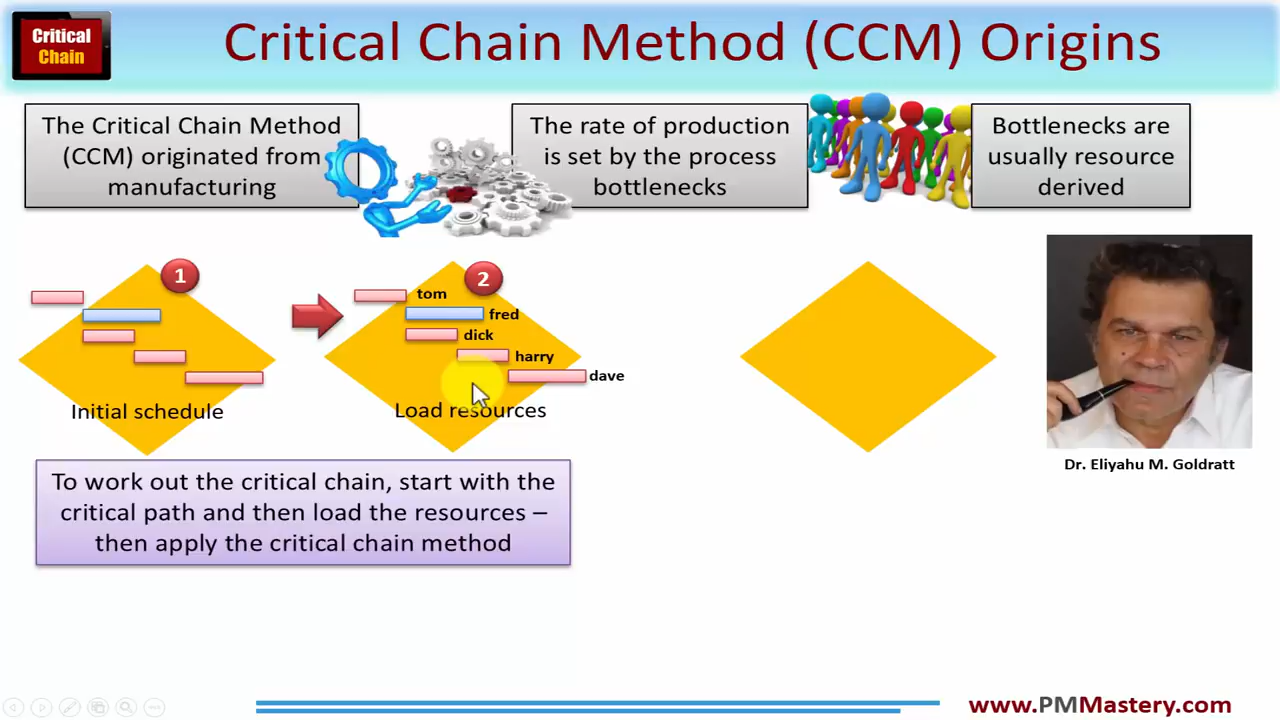 Critical
Chain
Critical Chain Method (CCM) Origins
The Critical Chain Method
(CCM) originated from
manufacturing
The rate of production
is set by the process
bottlenecks
Bottlenecks are
usually resource
derived
1
Initial schedule
2
tom
fred
dick
harry
dave
Load resources
Dr. Eliyahu M. Goldratt
To work out the critical chain, start with the
critical path and then load the resources –
then apply the critical chain method
www.PMMastery.com